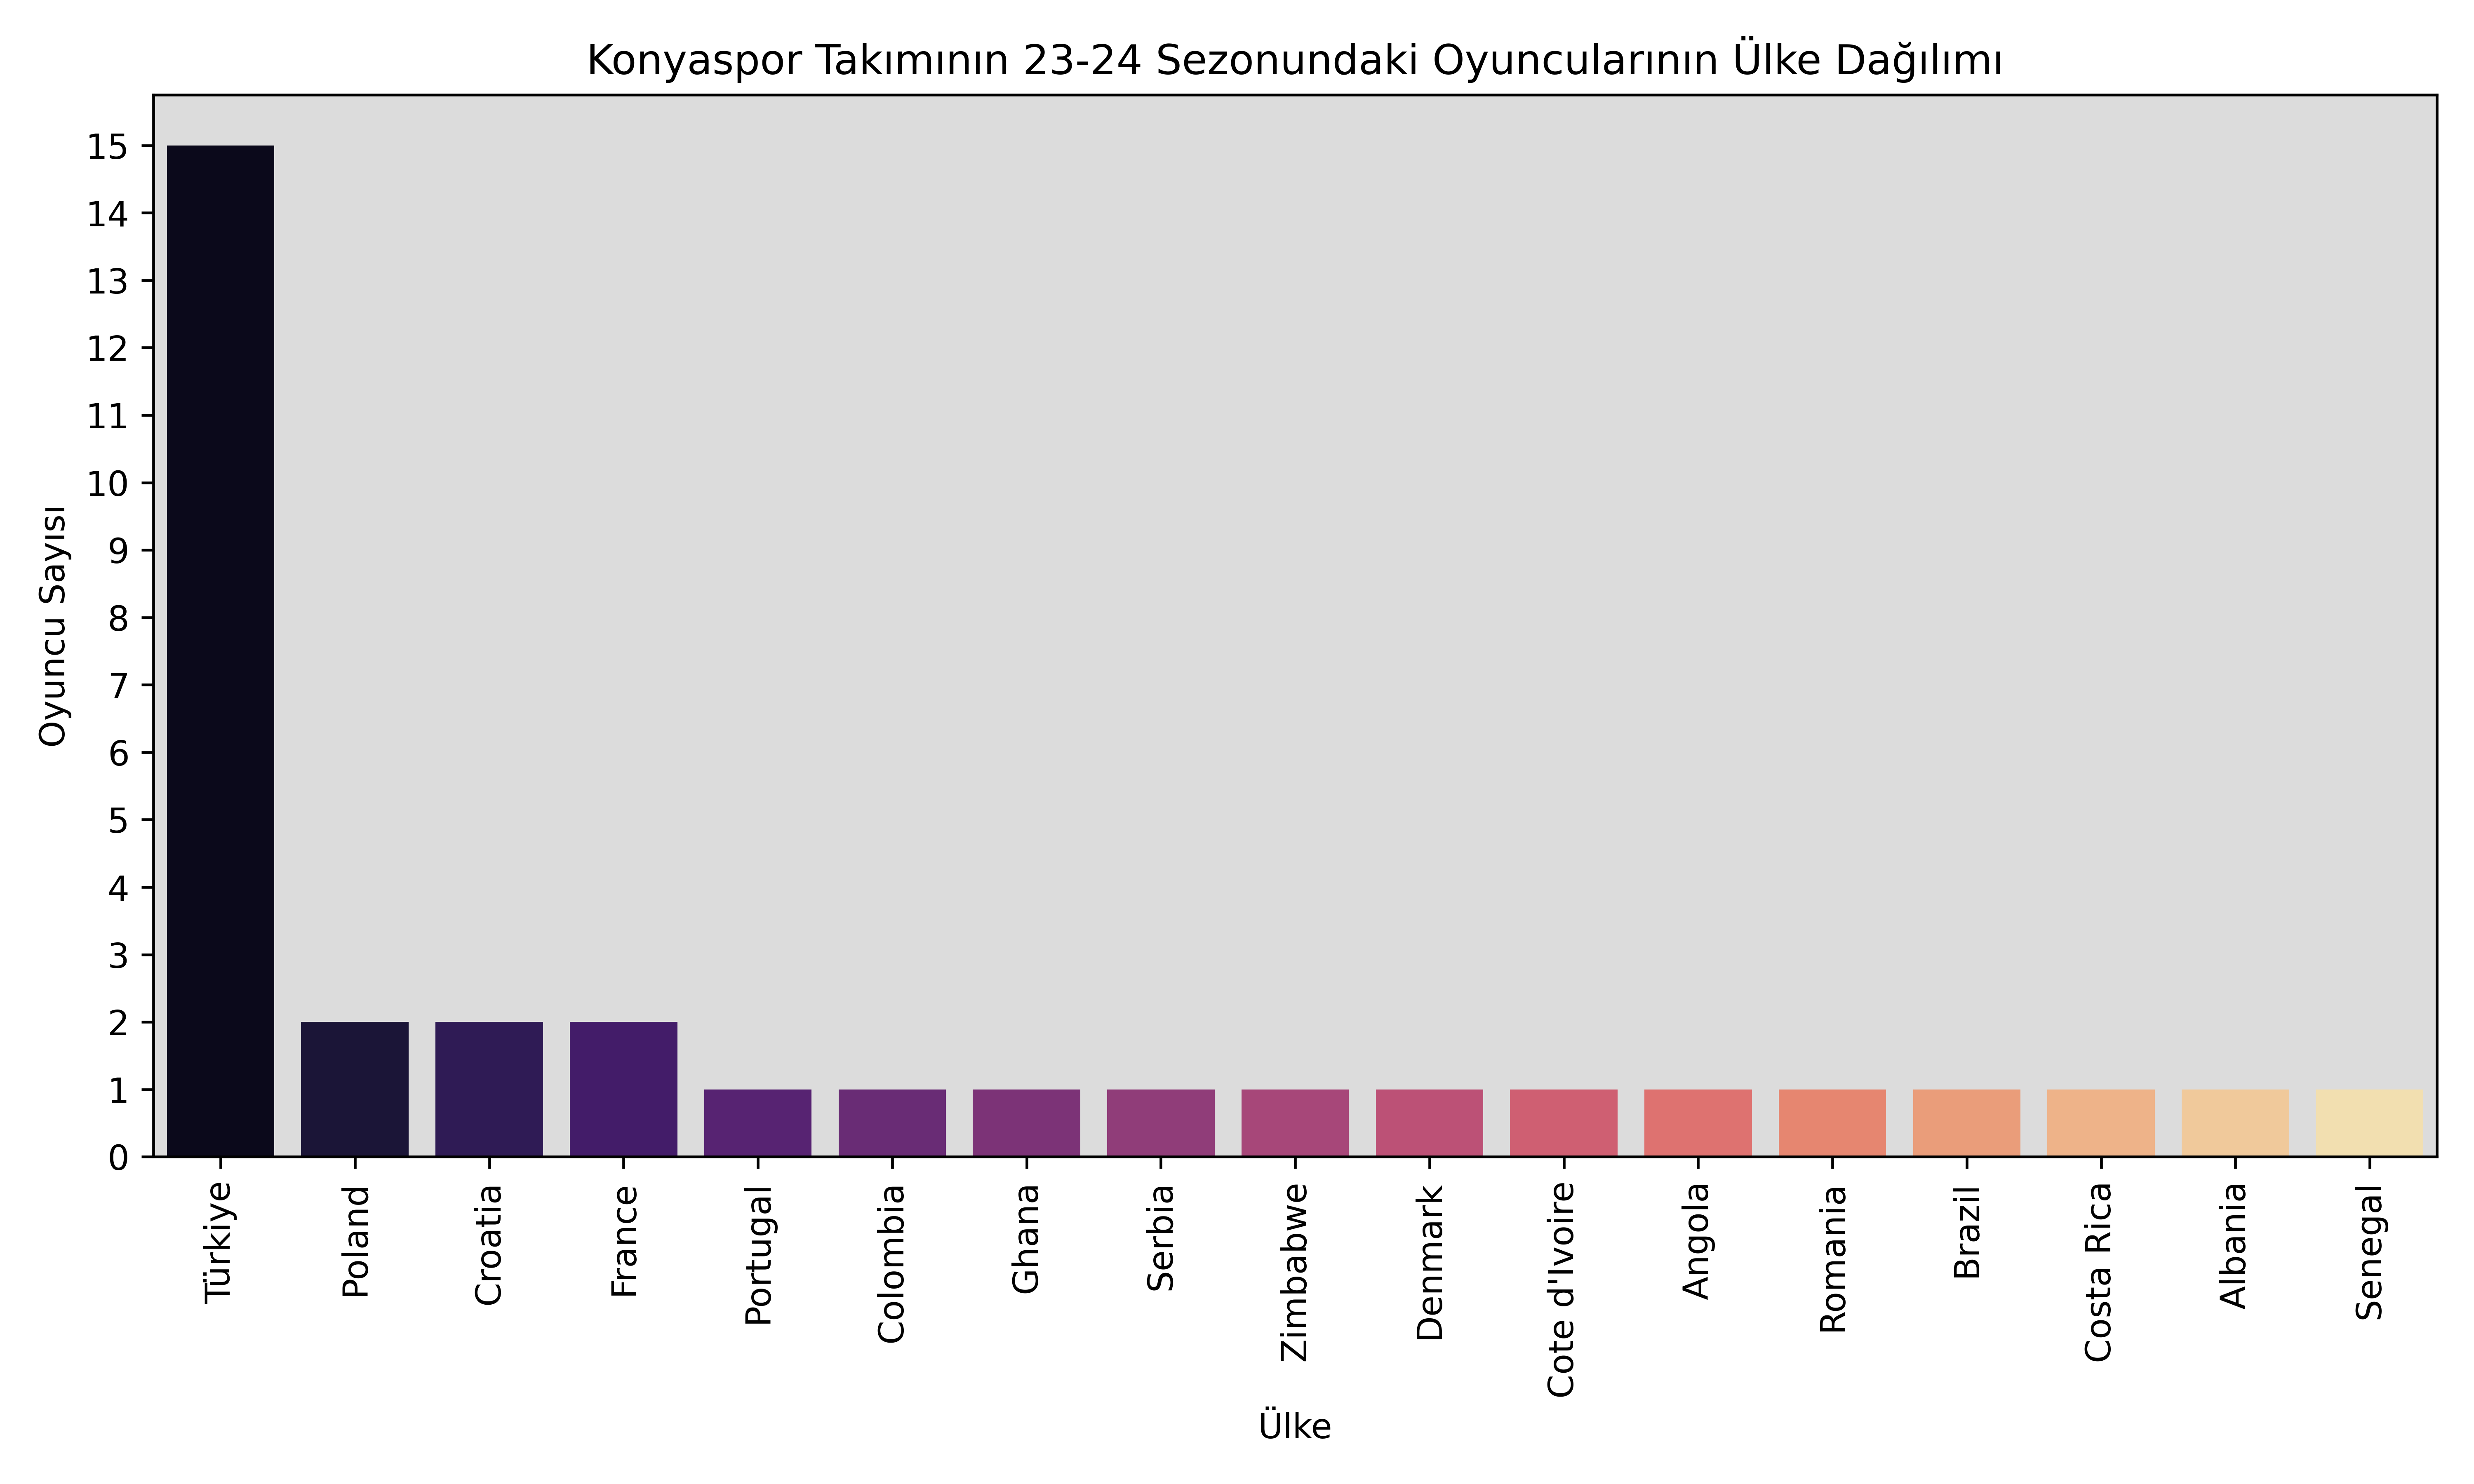 Konyaspor Takımının 23-24 Sezonundaki Oyuncularının Ülke Dağılımı
Oyuncu Sayısı
15
14
13
12
11
10
9
8
7
6
5
4
3
2
1
0
Türkiye
Poland
Croatia
France
Portugal
Colombia
Ghana
Serbia
Zimbabwe
Denmark
Cote d'Ivoire
Angola
Romania
Brazil
Costa Rica
Albania
Senegal
Ülke